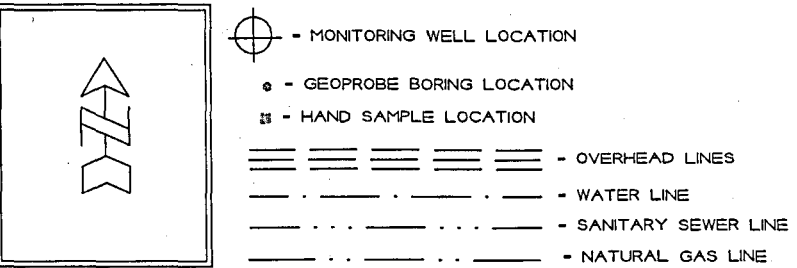 N
- MONITORING WELL LOCATION
- GEOPROBE BORING LOCATION
- HAND SAMPLE LOCATION
- OVERHEAD LINES
- WATER LINE
- SANITARY SEWER LINE
- NATURAL GAS LINE